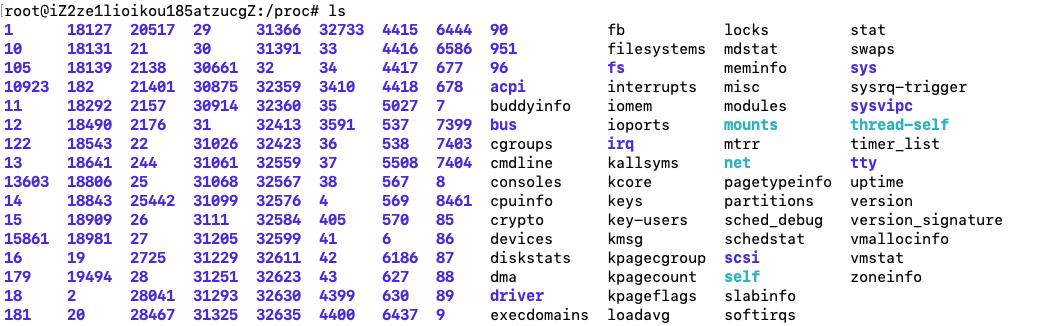 [root@iZ2ze1lioikou185atzucgZ:/proc# ls
1 18127 20517 29 31366 32733 4415 6444 90 fb locks stat
10 18131 21 30 31391 33 4416 6586 951 filesystems mdstat swaps
105 18139 2138 30661 32 34 4417 677 96 fs meminfo sys
10923 182 21401 30875 32359 3410 4418 678 acpi interrupts misc sysrq-trigger
11 18292 2157 30914 32360 35 5027 7 buddyinfo iomem modules sysvipc
12 18490 2176 31 32413 3591 537 7399 bus ioports mounts thread-self
122 18543 22 31026 32423 36 538 7403 cgroups irq mtrr timer_list
13 18641 244 31061 32559 37 5508 7404 cmdline kallsyms net tty
13603 18806 25 31068 32567 38 567 8 consoles kcore pagetypeinfo uptime
14 18843 25442 31099 32576 4 569 8461 cpuinfo keys partitions version
15 18909 26 3111 32584 405 570 85 crypto key-users sched_debug version_signature
15861 18981 27 31205 32599 41 6 86 devices kmsg schedstat vmallocinfo
16 19 2725 31229 32611 42 6186 87 diskstats kpagecgroup scsi vmstat
179 19494 28 31251 32623 43 627 88 dma kpagecount self zoneinfo
18 2 28041 31293 32630 4399 630 89 driver kpageflags slabinfo
181 20 28467 31325 32635 4400 6437 9 execdomains loadavg softirqs